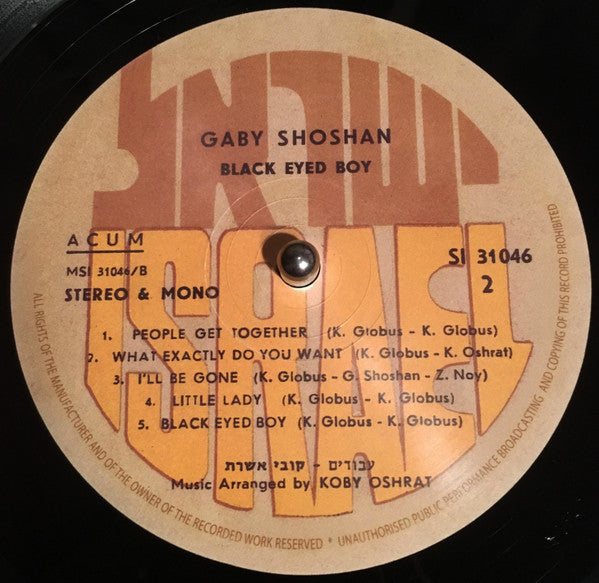 ישראל
GABY SHOSHAN
BLACK EYED BOY
ISRAEL
ACUM
MSI 31046/B
STEREO & MONO
SI 31046
2
1. PEOPLE GET TOGETHER (K. Globus - K. Globus)
2. WHAT EXACTLY DO YOU WANT (K. Globus - K. Oshrat)
3. I'LL BE GONE (K. Globus - G. Shoshan - Z. Noy)
4. LITTLE LADY (K. Globus - K. Globus)
5. BLACK EYED BOY (K. Globus - K. Globus)
עבודים - קובי אשרת
Music Arranged by KOBY OSHRAT
ALL RIGHTS OF THE MANUFACTURER AND OF THE OWNER OF THE RECORDED WORK RESERVED * UNAUTHORISED PUBLIC PERFORMANCE BROADCASTING AND COPYING OF THIS RECORD PROHIBITED